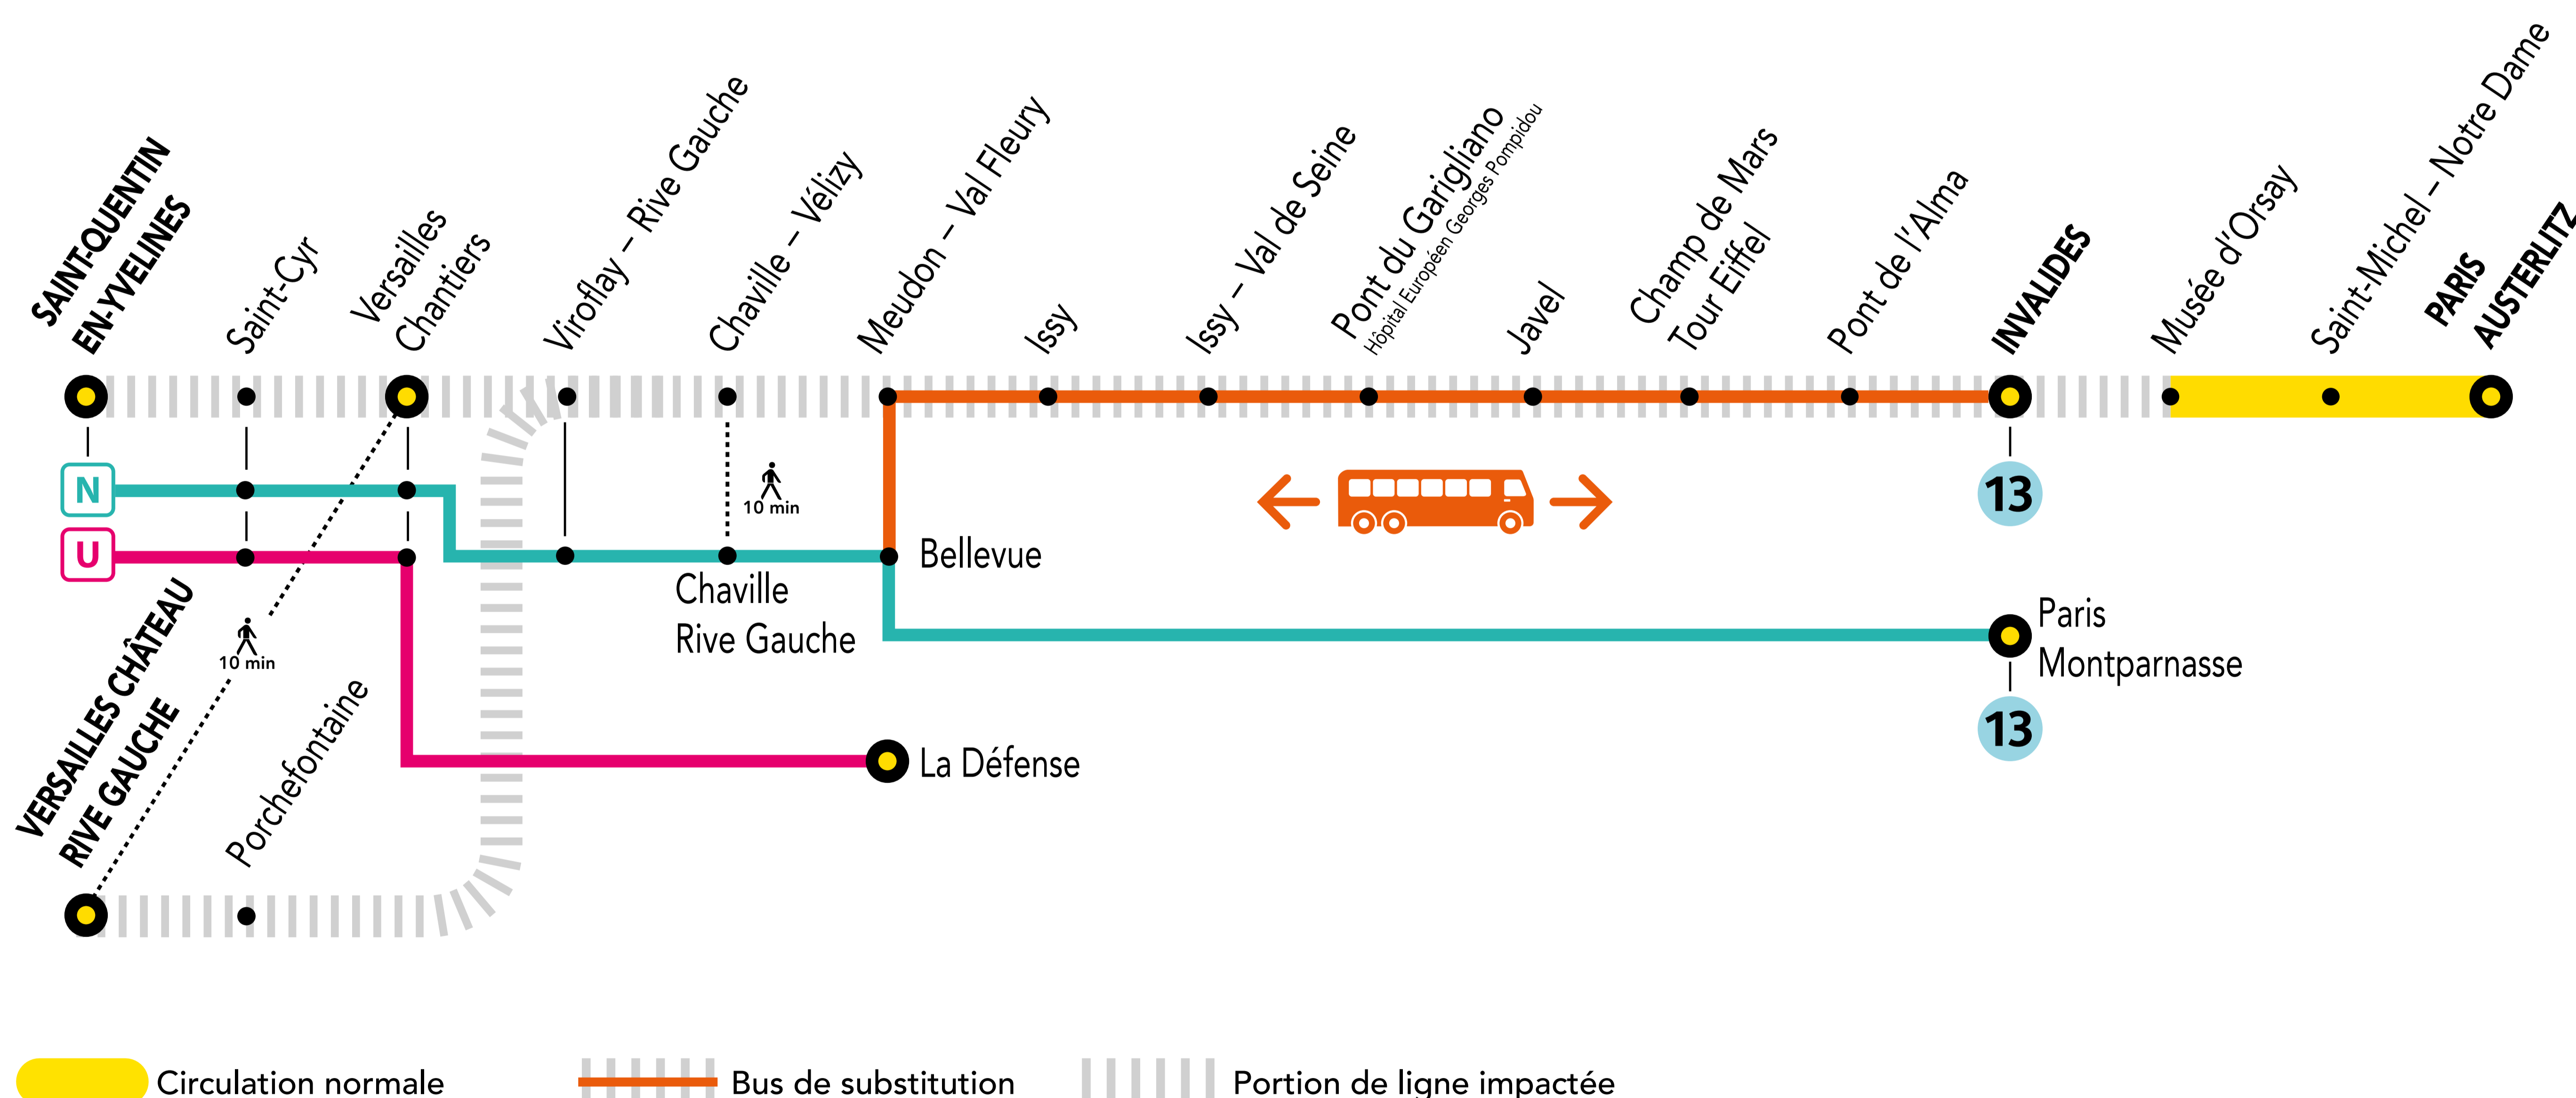 SAINT-QUENTIN
EN-YVELINES
Saint-Cyr
Versailles
Chantiers
Viroflay – Rive Gauche
Chaville – Vélizy
Meudon – Val Fleury
Issy
Issy – Val de Seine
Pont du Garigliano
Hôpital Européen Georges Pompidou
Javel
Champ de Mars
Tour Eiffel
Pont de l'Alma
INVALIDES
Musée d'Orsay
Saint-Michel – Notre Dame
PARIS
AUSTERLITZ
N
10 min
13
U
Bellevue
Chaville
Rive Gauche
Paris
Montparnasse
13
10 min
La Défense
VERSAILLES CHÂTEAU
RIVE GAUCHE
Porchefontaine
Circulation normale
Bus de substitution
Portion de ligne impactée